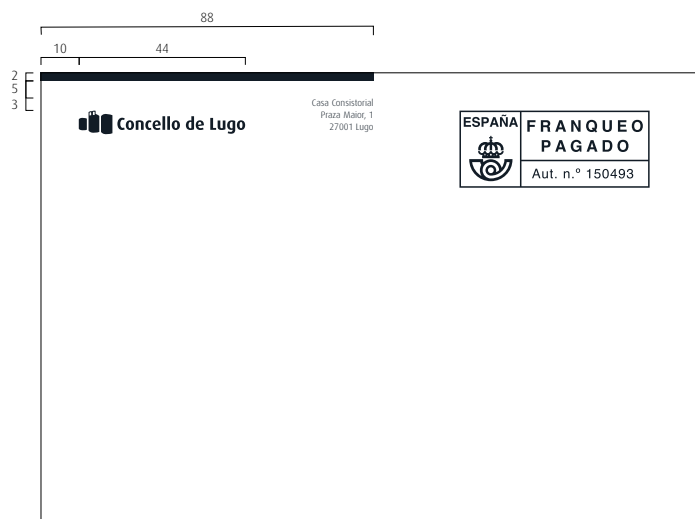 88
10
44
2
5
3
Concello de Lugo
Casa Consistorial
Praza Maior, 1
27001 Lugo
ESPAÑA
FRANQUEO
PAGADO
Aut. n.º 150493